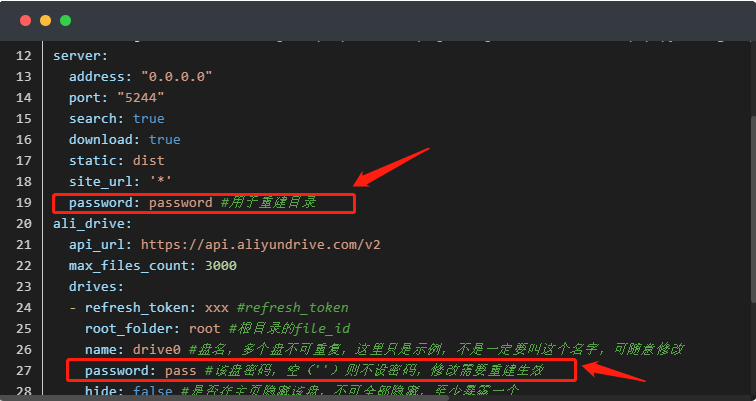 12 server:
13 address: "0.0.0.0"
14 port: "5244"
15 search: true
16 download: true
17 static: dist
18 site_url: '*'
19 password: password #用于重建目录
20 ali_drive:
21 api_url: https://api.aliyundrive.com/v2
22 max_files_count: 3000
23 drives:
24 - refresh_token: xxx #refresh_token
25 root_folder: root #根目录的file_id
26 name: drive0 #盘名，多个盘不可重复，这里只是示例，不是一定要叫这个名字，可随意修改
27 password: pass #该盘密码，空（''）则不设密码，修改需要重建生效
28 hide: false #是否在主页隐藏该盘，不可全部隐藏，至少暴露一个